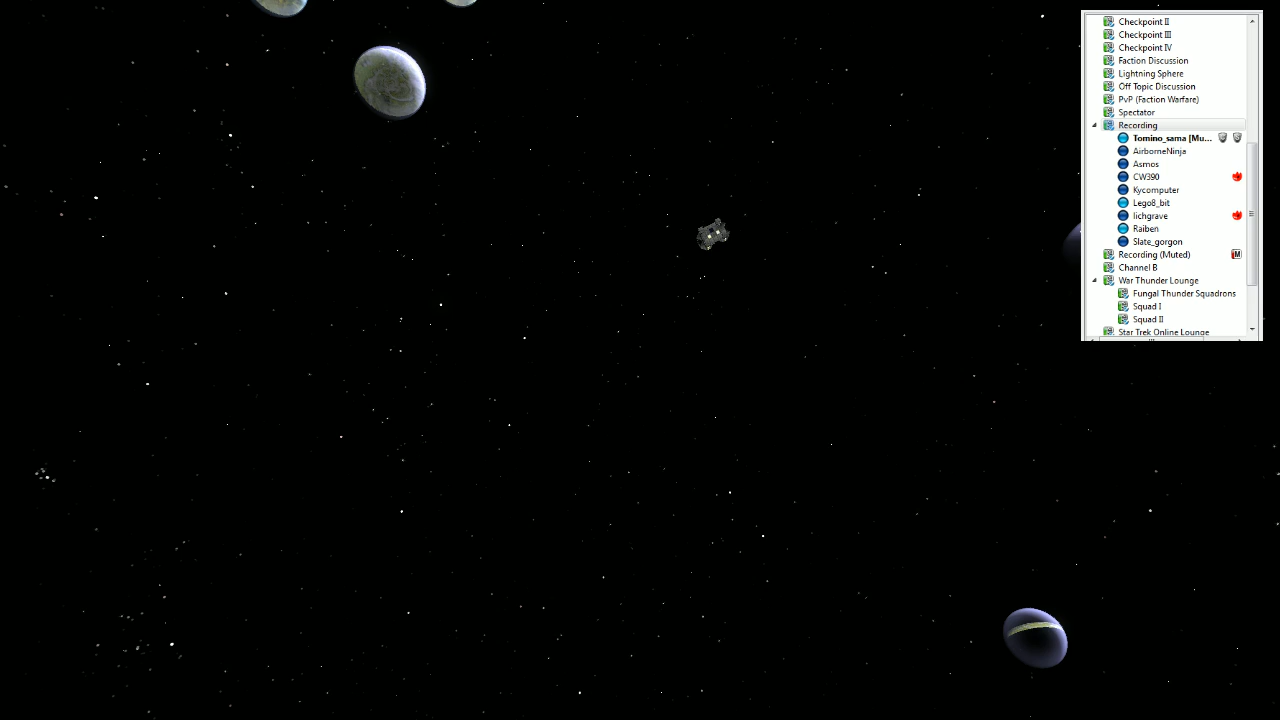 Checkpoint II
Checkpoint III
Checkpoint IV
Faction Discussion
Lightning Sphere
Off Topic Discussion
PvP (Faction Warfare)
Spectator
Recording
Tomino_sama [Mu...
AirborneNinja
Asmos
CW390
Kycomputer
Lego8_bit
lichgrave
Raiben
Slate_gorgon
Recording (Muted)
M
Channel B
War Thunder Lounge
Fungal Thunder Squadrons
Squad I
Squad II
Star Trek Online Lounge